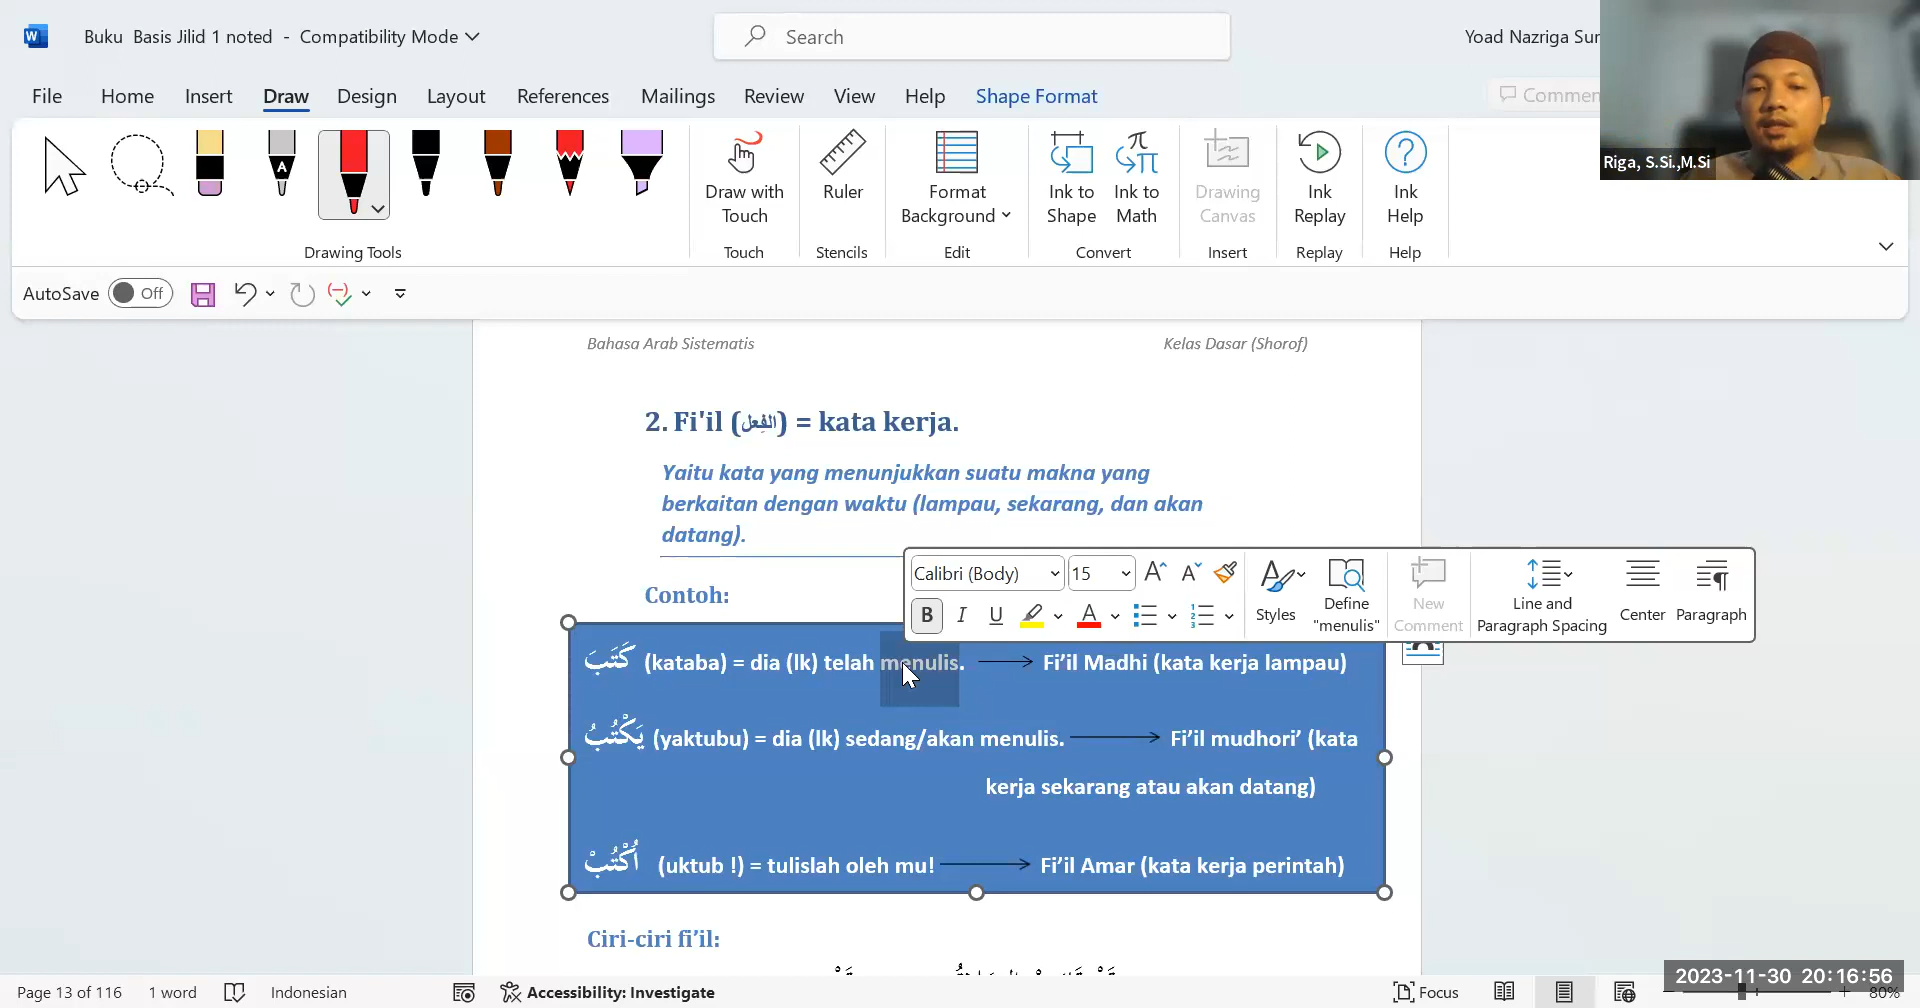 Buku Basis Jilid 1 noted - Compatibility Mode
Search
Yoad Nazriga
Riga, S.Si.,M.Si
File Home Insert Draw Design Layout References Mailings Review View Help Shape Format
Draw with Touch
Ruler
Format Background
Ink to Shape
Ink to Math
Drawing Canvas
Ink Replay
Ink Help
Drawing Tools Touch Stencils Edit Convert Insert Replay Help
AutoSave Off
Bahasa Arab Sistematis
Kelas Dasar (Shorof)
2. Fi'il (الفِعل) = kata kerja.
Yaitu kata yang menunjukkan suatu makna yang
berkaitan dengan waktu (lampau, sekarang, dan akan
datang).
Calibri (Body) 15
B I U
Styles
Define "menulis"
New Comment
Line and Paragraph Spacing
Center
Paragraph
Contoh:
كَتَبَ (kataba) = dia (lk) telah menulis. → Fi’il Madhi (kata kerja lampau)
يَكْتُبُ (yaktubu) = dia (lk) sedang/akan menulis. → Fi’il mudhori’ (kata
kerja sekarang atau akan datang)
اُكْتُبْ (uktub !) = tulislah oleh mu! → Fi’il Amar (kata kerja perintah)
Ciri-ciri fi’il:
Page 13 of 116 1 word Indonesian Accessibility: Investigate Focus 80%
2023-11-30 20:16:56